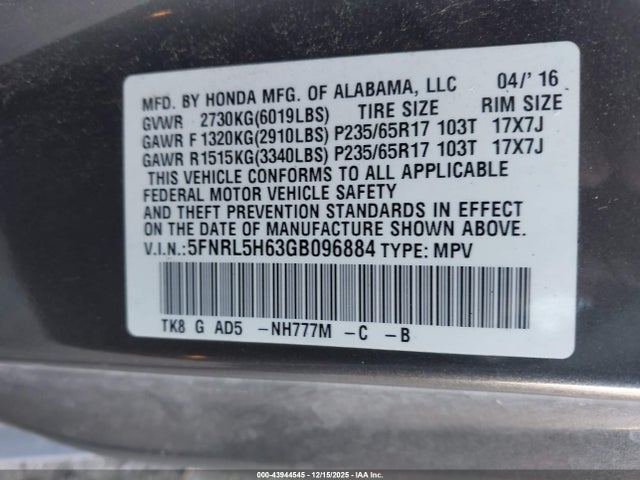 MFD. BY HONDA MFG. OF ALABAMA, LLC 04/'16
GVWR 2730KG(6019LBS) TIRE SIZE RIM SIZE
GAWR F 1320KG(2910LBS) P235/65R17 103T 17X7J
GAWR R1515KG(3340LBS) P235/65R17 103T 17X7J
THIS VEHICLE CONFORMS TO ALL APPLICABLE
FEDERAL MOTOR VEHICLE SAFETY
AND THEFT PREVENTION STANDARDS IN EFFECT
ON THE DATE OF MANUFACTURE SHOWN ABOVE.
V.I.N.:5FNRL5H63GB096884 TYPE: MPV
TK8 G AD5 -NH777M -C -B
000-43944545 - 12/15/2025 - IAA Inc.